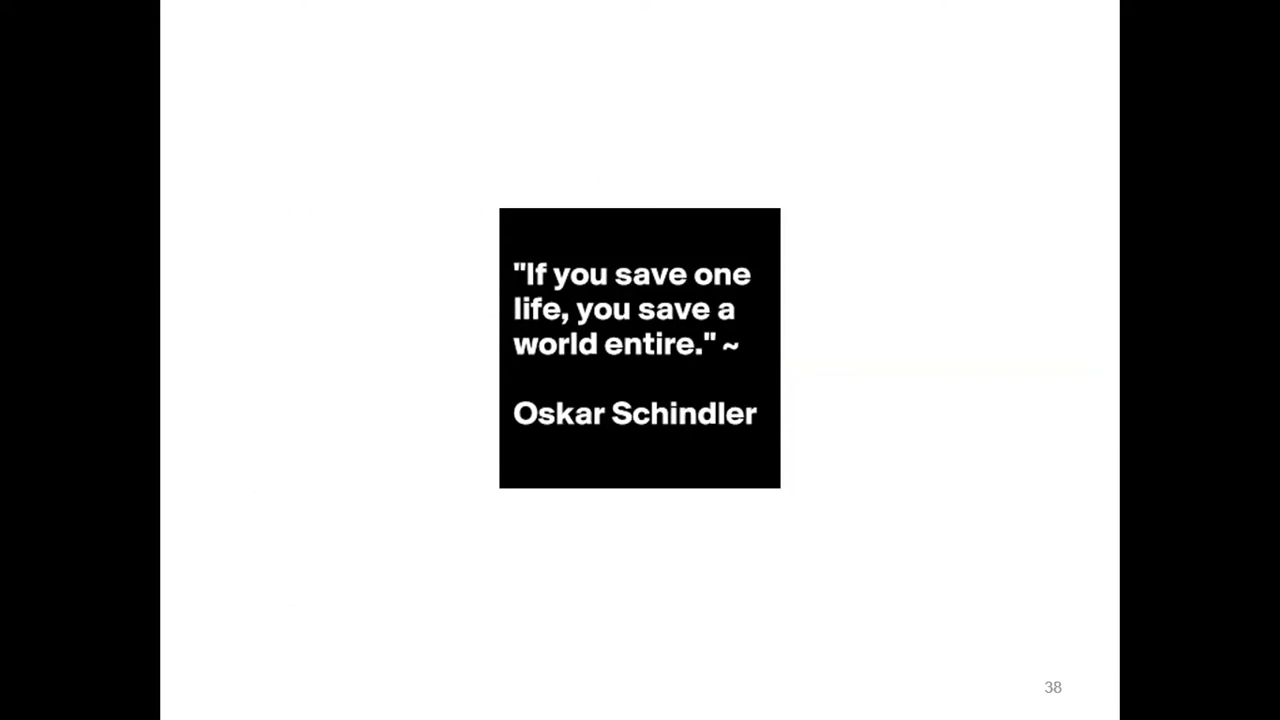 "If you save one
life, you save a
world entire." ~
Oskar Schindler
38